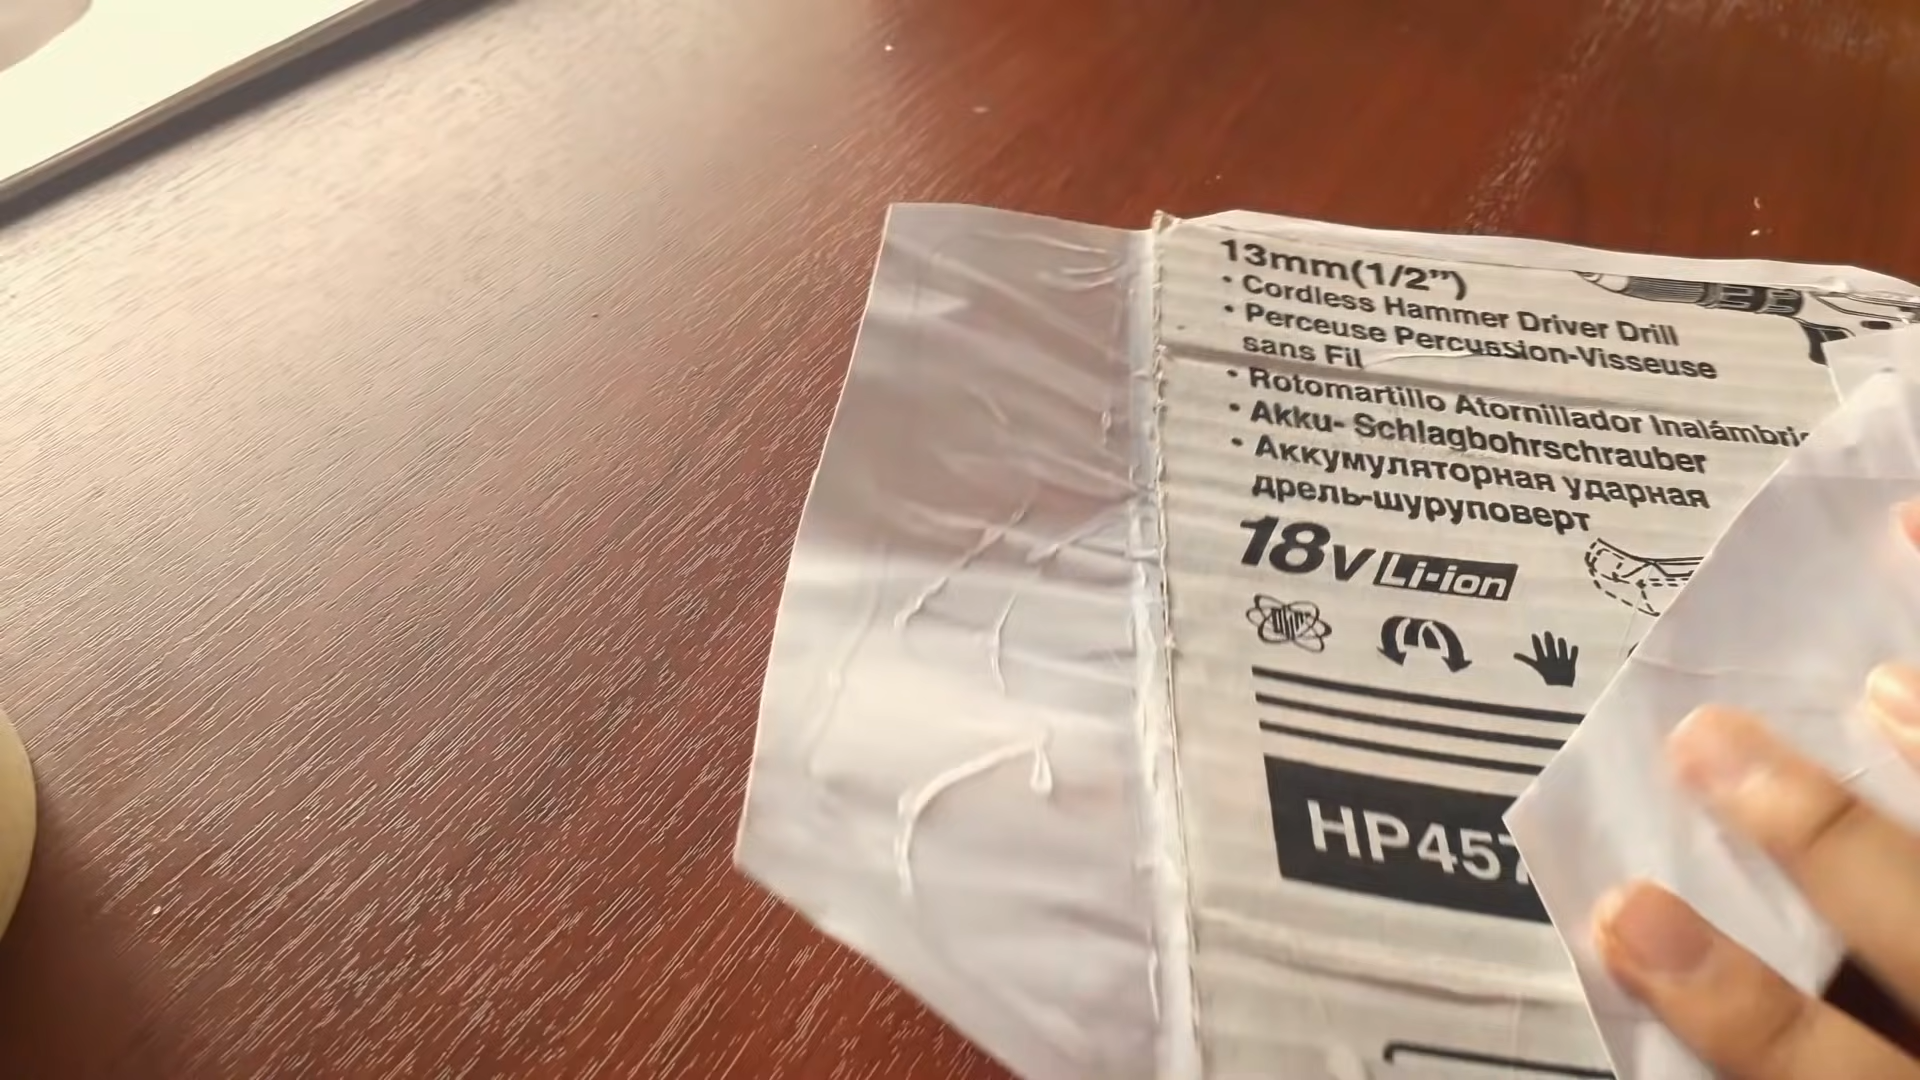 13mm(1/2”)
• Cordless Hammer Driver Drill
• Perceuse Percussion-Visseuse
sans Fil
• Rotomartillo Atornillador Inalámbric
• Akku- Schlagbohrschrauber
• Аккумуляторная ударная
дрель-шуруповерт
18V Li-ion
HP457